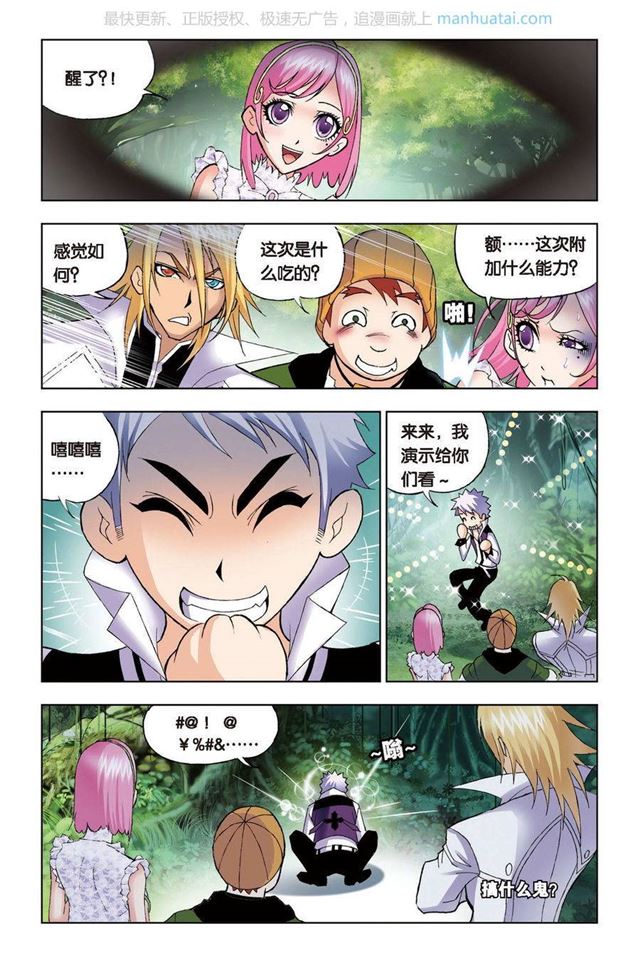 最快更新、正版授权、极速无广告，追漫画就上 manhuatai.com
醒了?!
感觉如
何?
这次是什
么吃的?
额……这次附
加什么能力?
啪!
嘻嘻嘻
……
来来，我
演示给你
们看~
#@！@
￥%#&……
~嗡~
搞什么鬼?